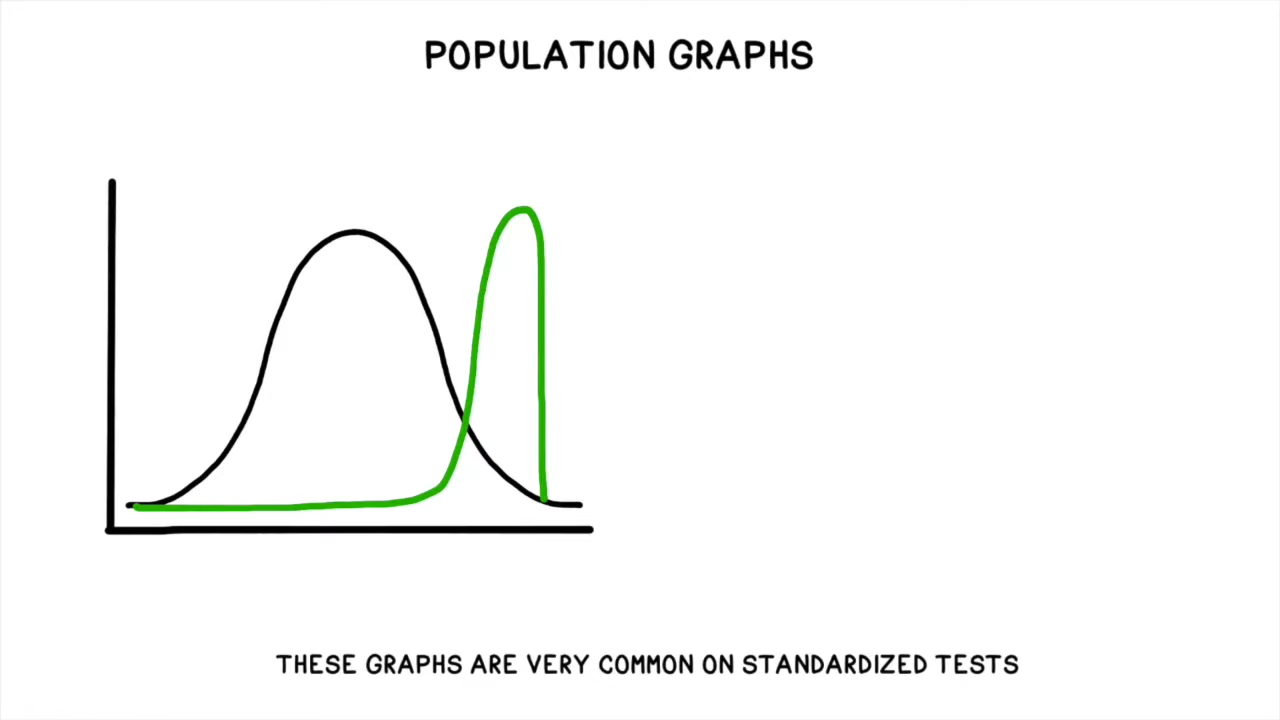 POPULATION GRAPHS
THESE GRAPHS ARE VERY COMMON ON STANDARDIZED TESTS